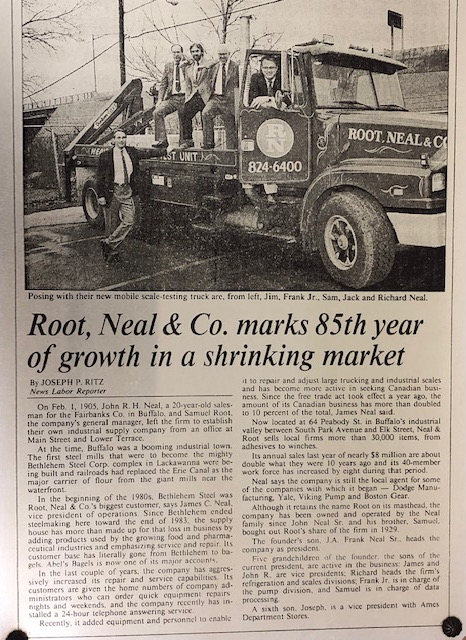 R
N
824-6400
ROOT, NEAL & CO
EST UNIT
Posing with their new mobile scale-testing truck are, from left, Jim, Frank Jr., Sam, Jack and Richard Neal.
Root, Neal & Co. marks 85th year
of growth in a shrinking market
By JOSEPH P. RITZ
News Labor Reporter
On Feb. 1, 1905, John R. H. Neal, a 20-year-old sales-
man for the Fairbanks Co. in Buffalo, and Samuel Root,
the company's general manager, left the firm to establish
their own industrial supply company from an office at
Main Street and Lower Terrace.
At the time, Buffalo was a booming industrial town.
The first steel mills that were to become the mighty
Bethlehem Steel Corp. complex in Lackawanna were be-
ing built and railroads had replaced the Erie Canal as the
major carrier of flour from the giant mills near the
waterfront.
In the beginning of the 1980s, Bethlehem Steel was
Root, Neal & Co.'s biggest customer, says James C. Neal,
vice president of operations. Since Bethlehem ended
steelmaking here toward the end of 1983, the supply
house has more than made up for that loss in business by
adding products used by the growing food and pharma-
ceutical industries and emphasizing service and repair. Its
customer base has literally gone from Bethlehem to ba-
gels. Abel's Bagels is now one of its major accounts.
In the last couple of years, the company has aggres-
sively increased its repair and service capabilities. Its
customers are given the home numbers of company ad-
ministrators who can order quick equipment repairs
nights and weekends, and the company recently has in-
stalled a 24-hour telephone answering service.
Recently, it added equipment and personnel to enable
it to repair and adjust large trucking and industrial scales
and has become more active in seeking Canadian busi-
ness. Since the free trade act took effect a year ago, the
amount of its Canadian business has more than doubled
to 10 percent of the total, James Neal said.
Now located at 64 Peabody St. in Buffalo's industrial
valley between South Park Avenue and Elk Street, Neal &
Root sells local firms more than 30,000 items, from
adhesives to winches.
Its annual sales last year of nearly $8 million are about
double what they were 10 years ago and its 40-member
work force has increased by eight during that period.
Neal says the company is still the local agent for some
of the companies with which it began — Dodge Manu-
facturing, Yale, Viking Pump and Boston Gear.
Although it retains the name Root on its masthead, the
company has been owned and operated by the Neal
family since John Neal Sr. and his brother, Samuel,
bought out Root's share of the firm in 1929.
The founder's son, J.A. Frank Neal Sr., heads the
company as president.
Five grandchildren of the founder, the sons of the
current president, are active in the business: James and
John R., are vice presidents; Richard heads the firm's
refrigeration and scales divisions; Frank Jr. is in charge of
the pump division, and Samuel is in charge of data
processing.
A sixth son, Joseph, is a vice president with Ames
Department Stores.